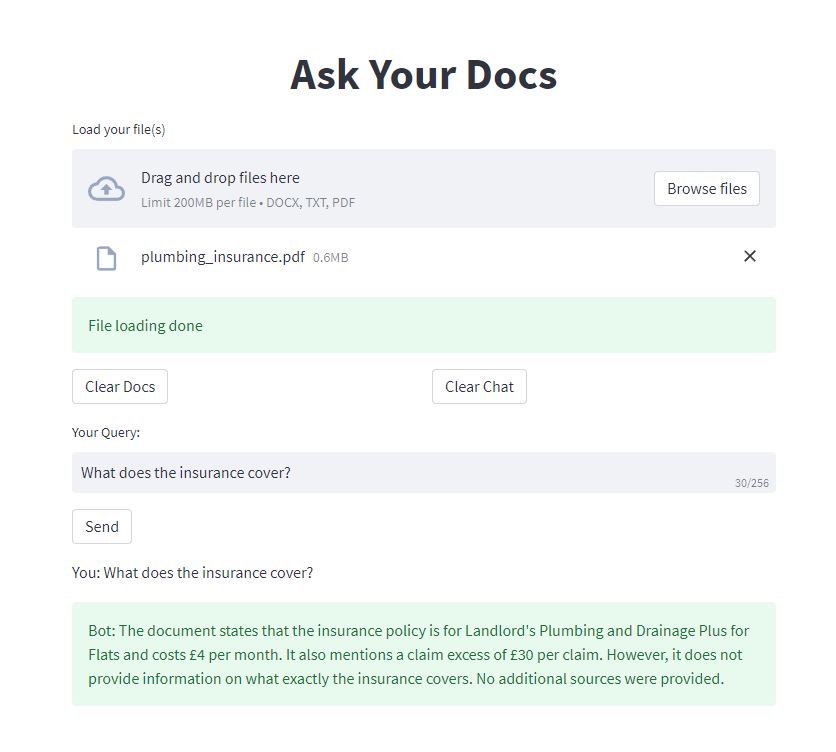 Ask Your Docs
Load your file(s)
Drag and drop files here
Limit 200MB per file • DOCX, TXT, PDF
Browse files
plumbing_insurance.pdf 0.6MB
File loading done
Clear Docs
Clear Chat
Your Query:
What does the insurance cover?
30/256
Send
You: What does the insurance cover?
Bot: The document states that the insurance policy is for Landlord's Plumbing and Drainage Plus for
Flats and costs £4 per month. It also mentions a claim excess of £30 per claim. However, it does not
provide information on what exactly the insurance covers. No additional sources were provided.